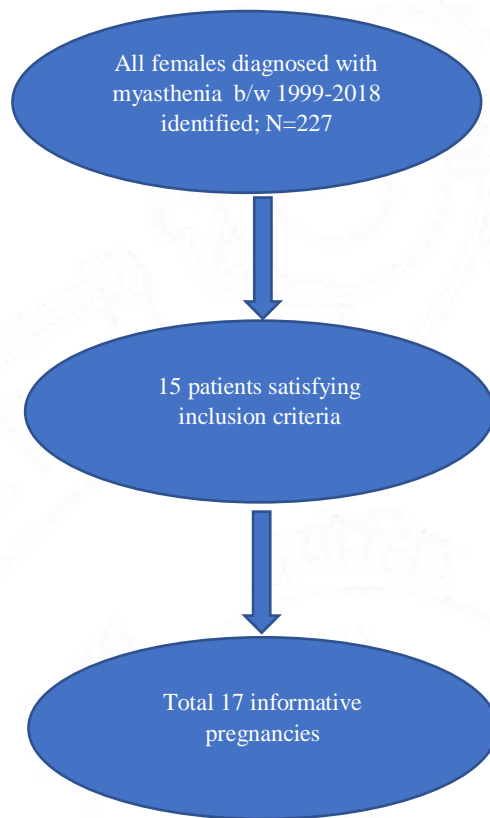 All females diagnosed with
myasthenia  b/w 1999-2018
identified; N=227
15 patients satisfying
inclusion criteria
Total 17 informative
pregnancies